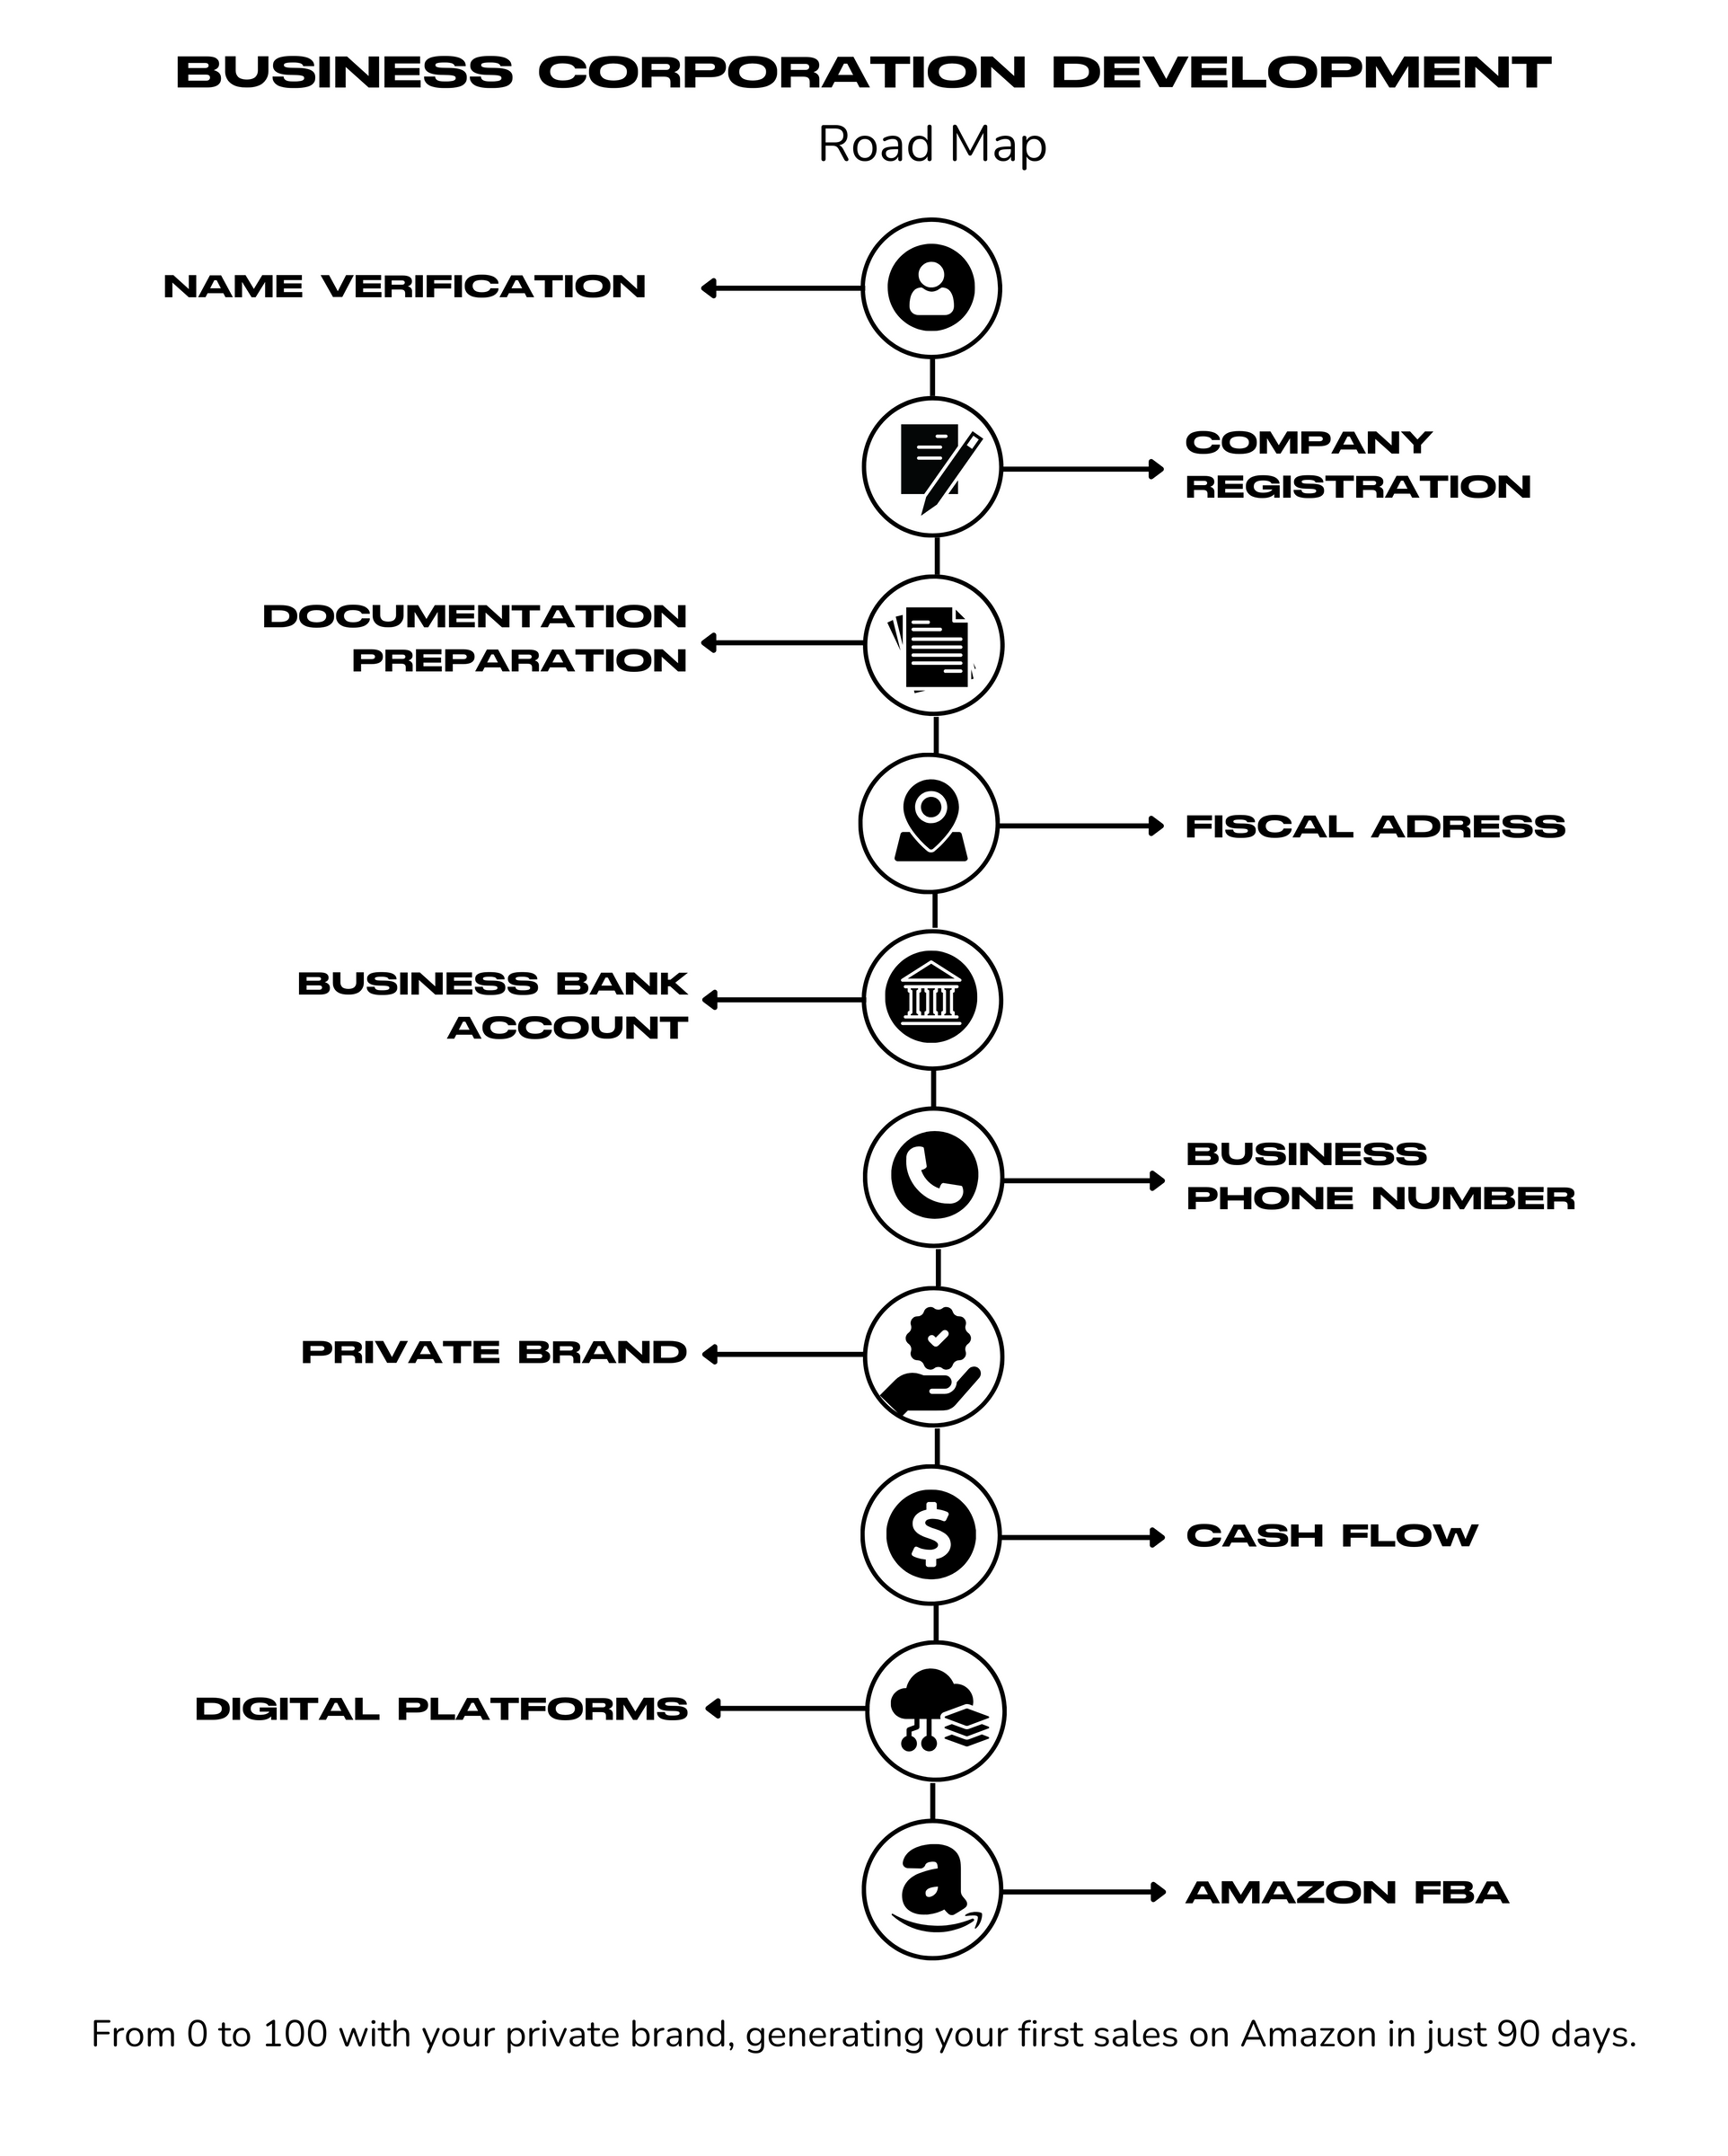 BUSINESS CORPORATION DEVELOPMENT
Road Map
NAME VERIFICATION
COMPANY
REGISTRATION
DOCUMENTATION
PREPARATION
FISCAL ADRESS
BUSINESS BANK
ACCOUNT
BUSINESS
PHONE NUMBER
PRIVATE BRAND
CASH FLOW
DIGITAL PLATFORMS
AMAZON FBA
From 0 to 100 with your private brand, generating your first sales on Amazon in just 90 days.